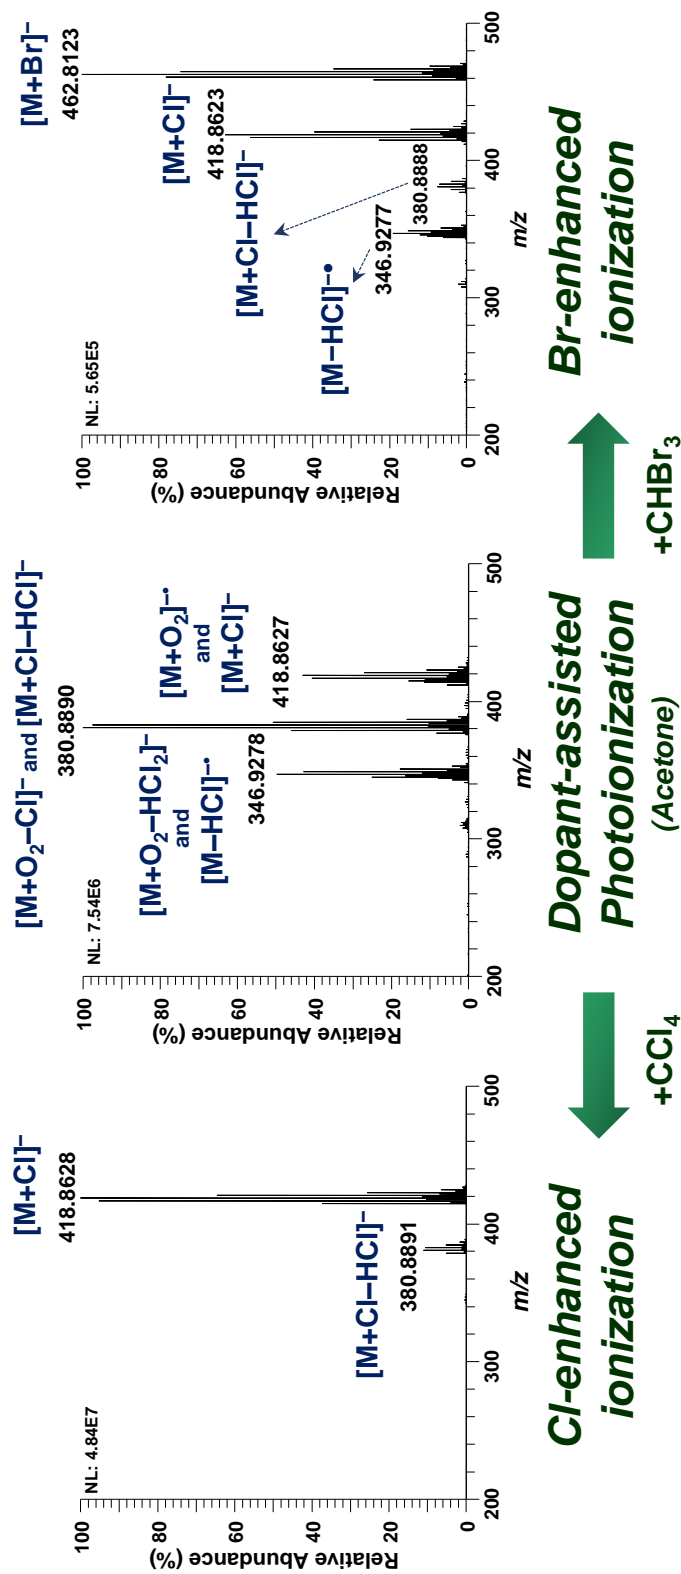 [M+Cl]⁻
418.8628
NL: 4.84E7
[M+Cl−HCl]⁻
380.8891
Relative Abundance (%)
100
80
60
40
20
0
200
300
400
500
m/z
Cl-enhanced
ionization
+CCl₄
[M+O₂−Cl]⁻ and [M+Cl−HCl]⁻
380.8890
NL: 7.54E6
[M+O₂−HCl₂]⁻
and
[M−HCl]⁻•
346.9278
[M+O₂]⁻•
and
[M+Cl]⁻
418.8627
Relative Abundance (%)
100
80
60
40
20
0
200
300
400
500
m/z
Dopant-assisted
Photoionization
(Acetone)
+CHBr₃
[M+Br]⁻
462.8123
NL: 5.65E5
[M+Cl]⁻
418.8623
[M+Cl−HCl]⁻
380.8888
[M−HCl]⁻•
346.9277
Relative Abundance (%)
100
80
60
40
20
0
200
300
400
500
m/z
Br-enhanced
ionization